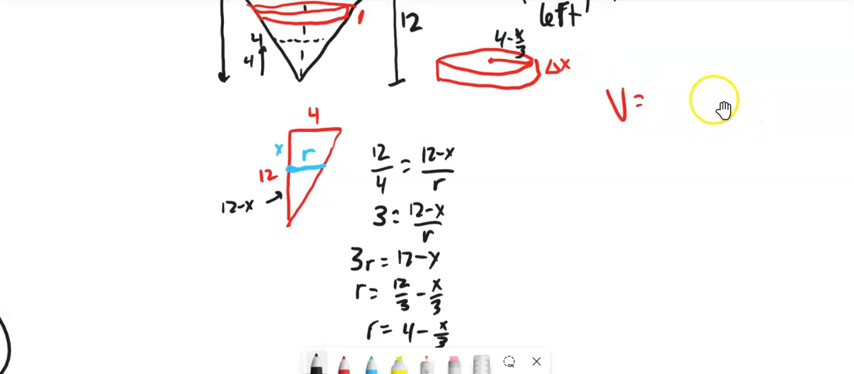 12
left
4
4
4-x/3
Δx
V=
4
x
r
12
12-x
12/4 = 12-x/r
3 = 12-x/r
3r = 12-x
r = 12/3 - x/3
r = 4 - x/3